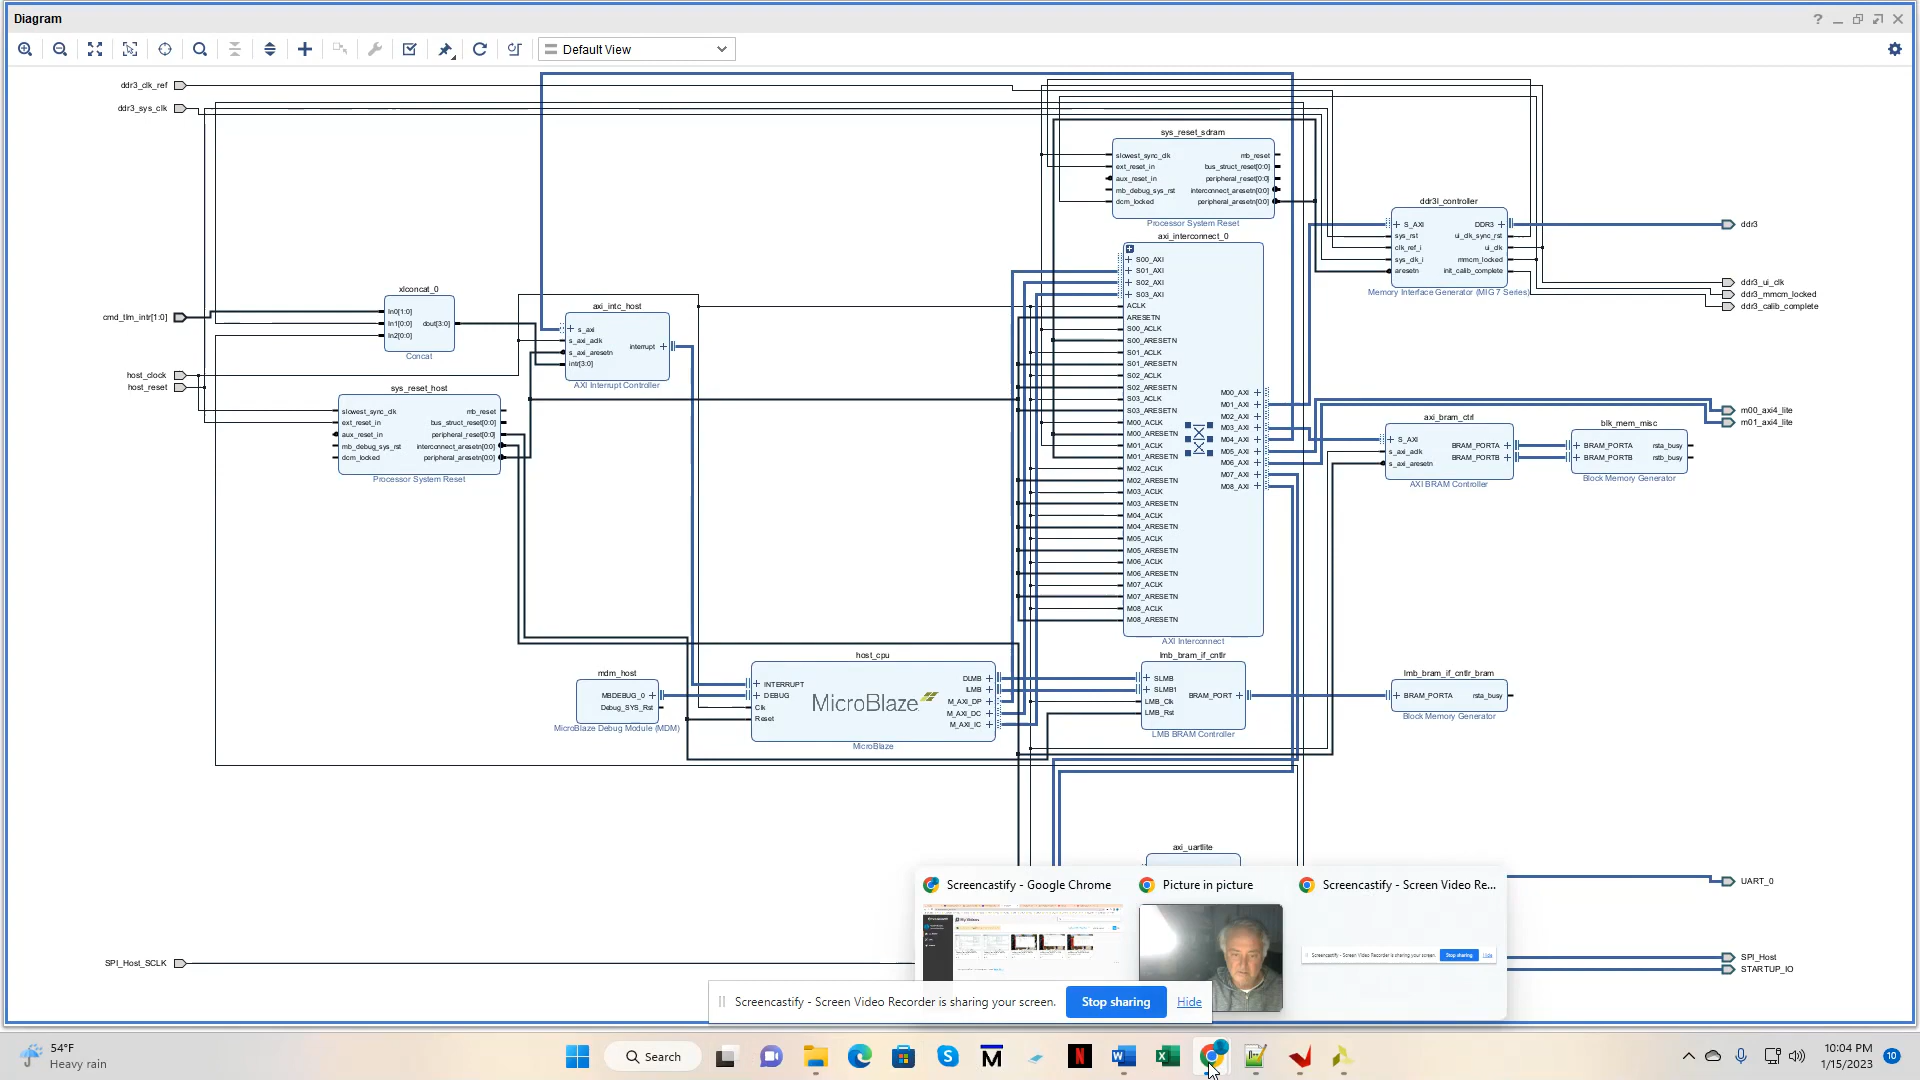 Diagram
Default View
ddr3_clk_ref
ddr3_sys_clk
sys_reset_sdram
slowest_sync_clk
mb_reset
ext_reset_in
bus_struct_reset[0:0]
aux_reset_in
peripheral_reset[0:0]
mb_debug_sys_rst
interconnect_aresetn[0:0]
dcm_locked
peripheral_aresetn[0:0]
Processor System Reset
ddr3l_controller
S_AXI
DDR3
sys_rst
ui_clk_sync_rst
clk_ref_i
ui_clk
sys_clk_i
mmcm_locked
aresetn
init_calib_complete
Memory Interface Generator (MIG 7 Series)
ddr3
ddr3_ui_clk
ddr3_mmcm_locked
ddr3_calib_complete
axi_interconnect_0
S00_AXI
S01_AXI
S02_AXI
S03_AXI
ACLK
ARESETN
S00_ACLK
S00_ARESETN
S01_ACLK
S01_ARESETN
S02_ACLK
S02_ARESETN
S03_ACLK
S03_ARESETN
M00_ACLK
M00_ARESETN
M01_ACLK
M01_ARESETN
M02_ACLK
M02_ARESETN
M03_ACLK
M03_ARESETN
M04_ACLK
M04_ARESETN
M05_ACLK
M05_ARESETN
M06_ACLK
M06_ARESETN
M07_ACLK
M07_ARESETN
M08_ACLK
M08_ARESETN
M00_AXI
M01_AXI
M02_AXI
M03_AXI
M04_AXI
M05_AXI
M06_AXI
M07_AXI
M08_AXI
AXI Interconnect
xlconcat_0
In0[1:0]
In1[0:0]
dout[3:0]
In2[0:0]
Concat
cmd_tlm_intr[1:0]
axi_intc_host
s_axi
s_axi_aclk
interrupt
s_axi_aresetn
intr[3:0]
AXI Interrupt Controller
host_clock
host_reset
sys_reset_host
slowest_sync_clk
mb_reset
ext_reset_in
bus_struct_reset[0:0]
aux_reset_in
peripheral_reset[0:0]
mb_debug_sys_rst
interconnect_aresetn[0:0]
dcm_locked
peripheral_aresetn[0:0]
Processor System Reset
m00_axi4_lite
m01_axi4_lite
axi_bram_ctrl
S_AXI
BRAM_PORTA
s_axi_aclk
BRAM_PORTB
s_axi_aresetn
AXI BRAM Controller
blk_mem_misc
BRAM_PORTA
rsta_busy
BRAM_PORTB
rstb_busy
Block Memory Generator
mdm_host
MBDEBUG_0
Debug_SYS_Rst
MicroBlaze Debug Module (MDM)
host_cpu
INTERRUPT
DEBUG
Clk
Reset
MicroBlaze
DLMB
ILMB
M_AXI_DP
M_AXI_DC
M_AXI_IC
MicroBlaze
lmb_bram_if_cntlr
SLMB
SLMB1
LMB_Clk
LMB_Rst
BRAM_PORT
LMB BRAM Controller
lmb_bram_if_cntlr_bram
BRAM_PORTA
rsta_busy
Block Memory Generator
axi_uartlite
UART_0
SPI_Host_SCLK
SPI_Host
STARTUP_IO
Screencastify - Google Chrome
Picture in picture
Screencastify - Screen Video Re...
Screencastify - Screen Video Recorder is sharing your screen.
Stop sharing
Hide
Screencastify - Screen Video Recorder is sharing your screen.
Stop sharing
Hide
54°F
Heavy rain
Search
10:04 PM
1/15/2023
10